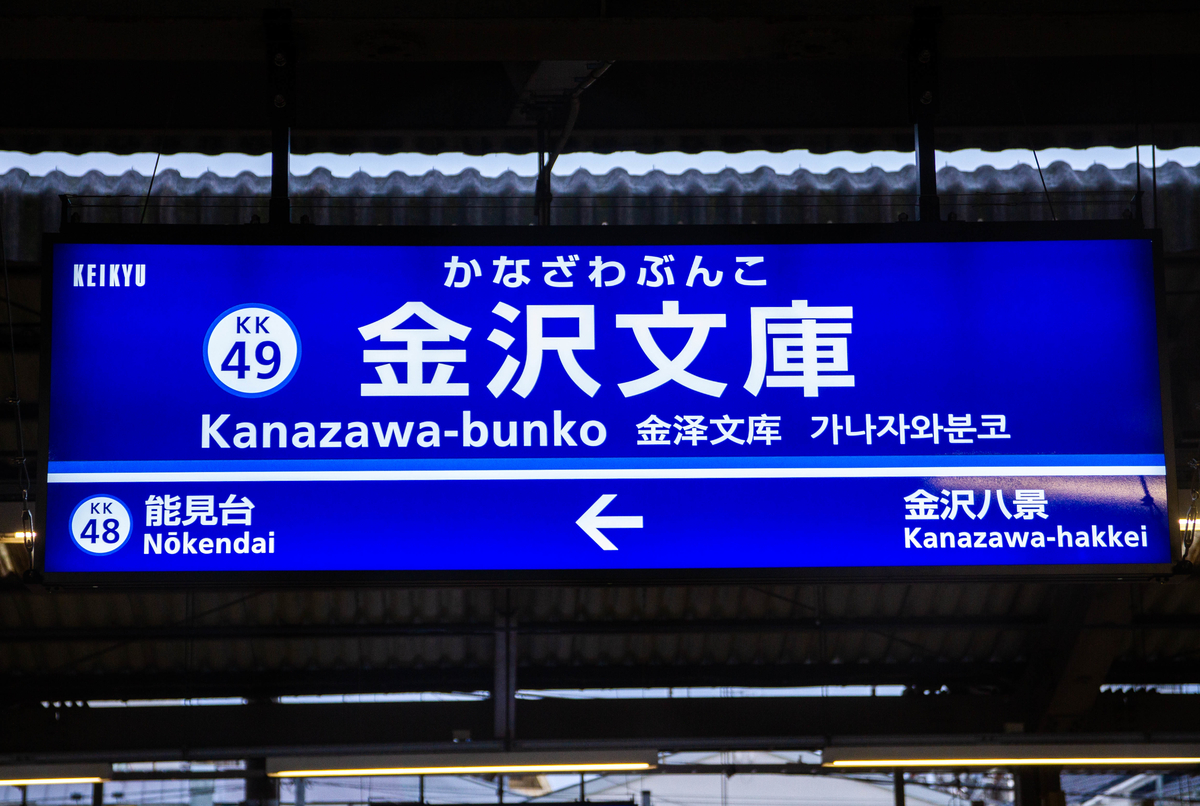 KEIKYU
かなざわぶんこ
KK
49
金沢文庫
Kanazawa-bunko 金泽文库 가나자와분코
KK
48
能見台
Nōkendai
←
金沢八景
Kanazawa-hakkei